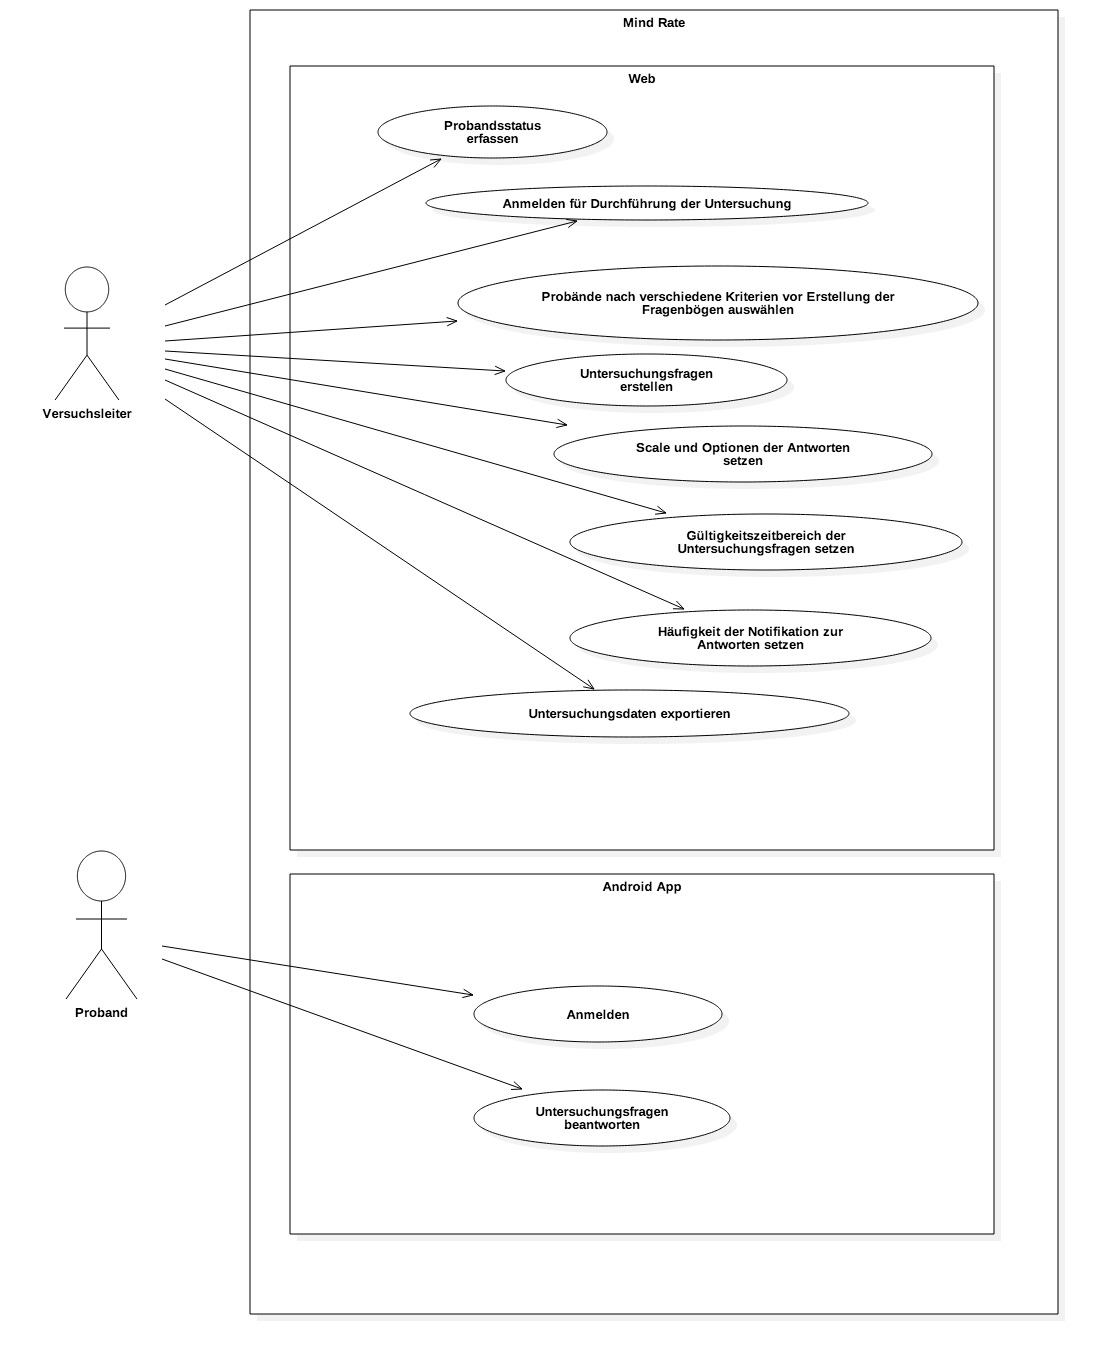 Mind Rate
Web
Probandsstatus
erfassen
Anmelden für Durchführung der Untersuchung
Probände nach verschiedene Kriterien vor Erstellung der
Fragenbögen auswählen
Untersuchungsfragen
erstellen
Versuchsleiter
Scale und Optionen der Antworten
setzen
Gültigkeitszeitbereich der
Untersuchungsfragen setzen
Häufigkeit der Notifikation zur
Antworten setzen
Untersuchungsdaten exportieren
Android App
Proband
Anmelden
Untersuchungsfragen
beantworten